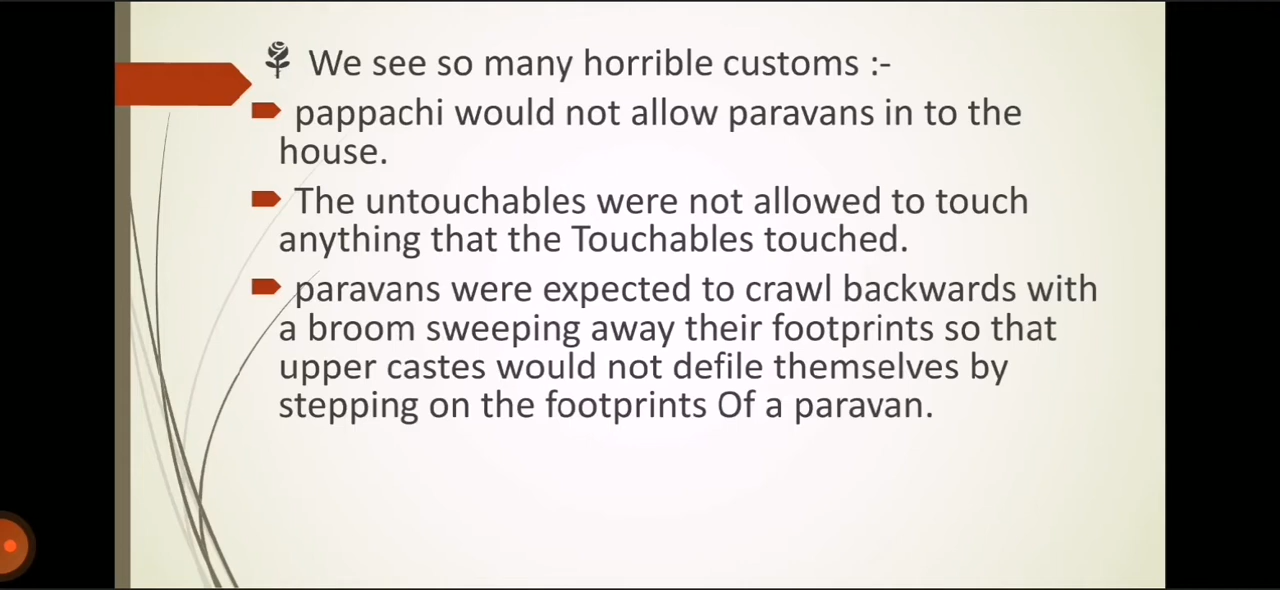 We see so many horrible customs :-
pappachi would not allow paravans in to the
house.
The untouchables were not allowed to touch
anything that the Touchables touched.
paravans were expected to crawl backwards with
a broom sweeping away their footprints so that
upper castes would not defile themselves by
stepping on the footprints Of a paravan.